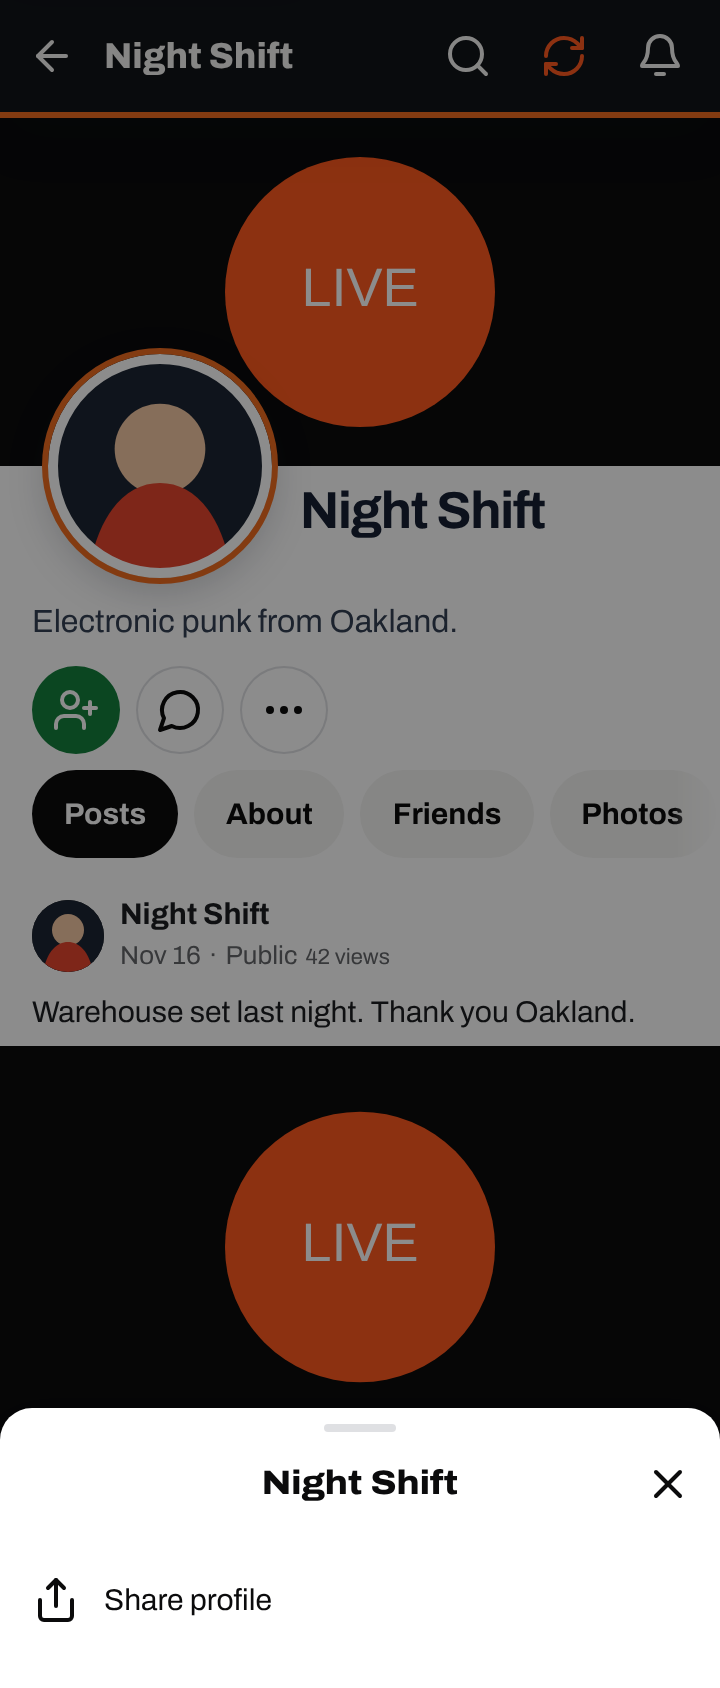 Night Shift
LIVE
Night Shift
Electronic punk from Oakland.
Posts About Friends Photos
Night Shift
Nov 16 · Public 42 views
Warehouse set last night. Thank you Oakland.
LIVE
Night Shift
Share profile